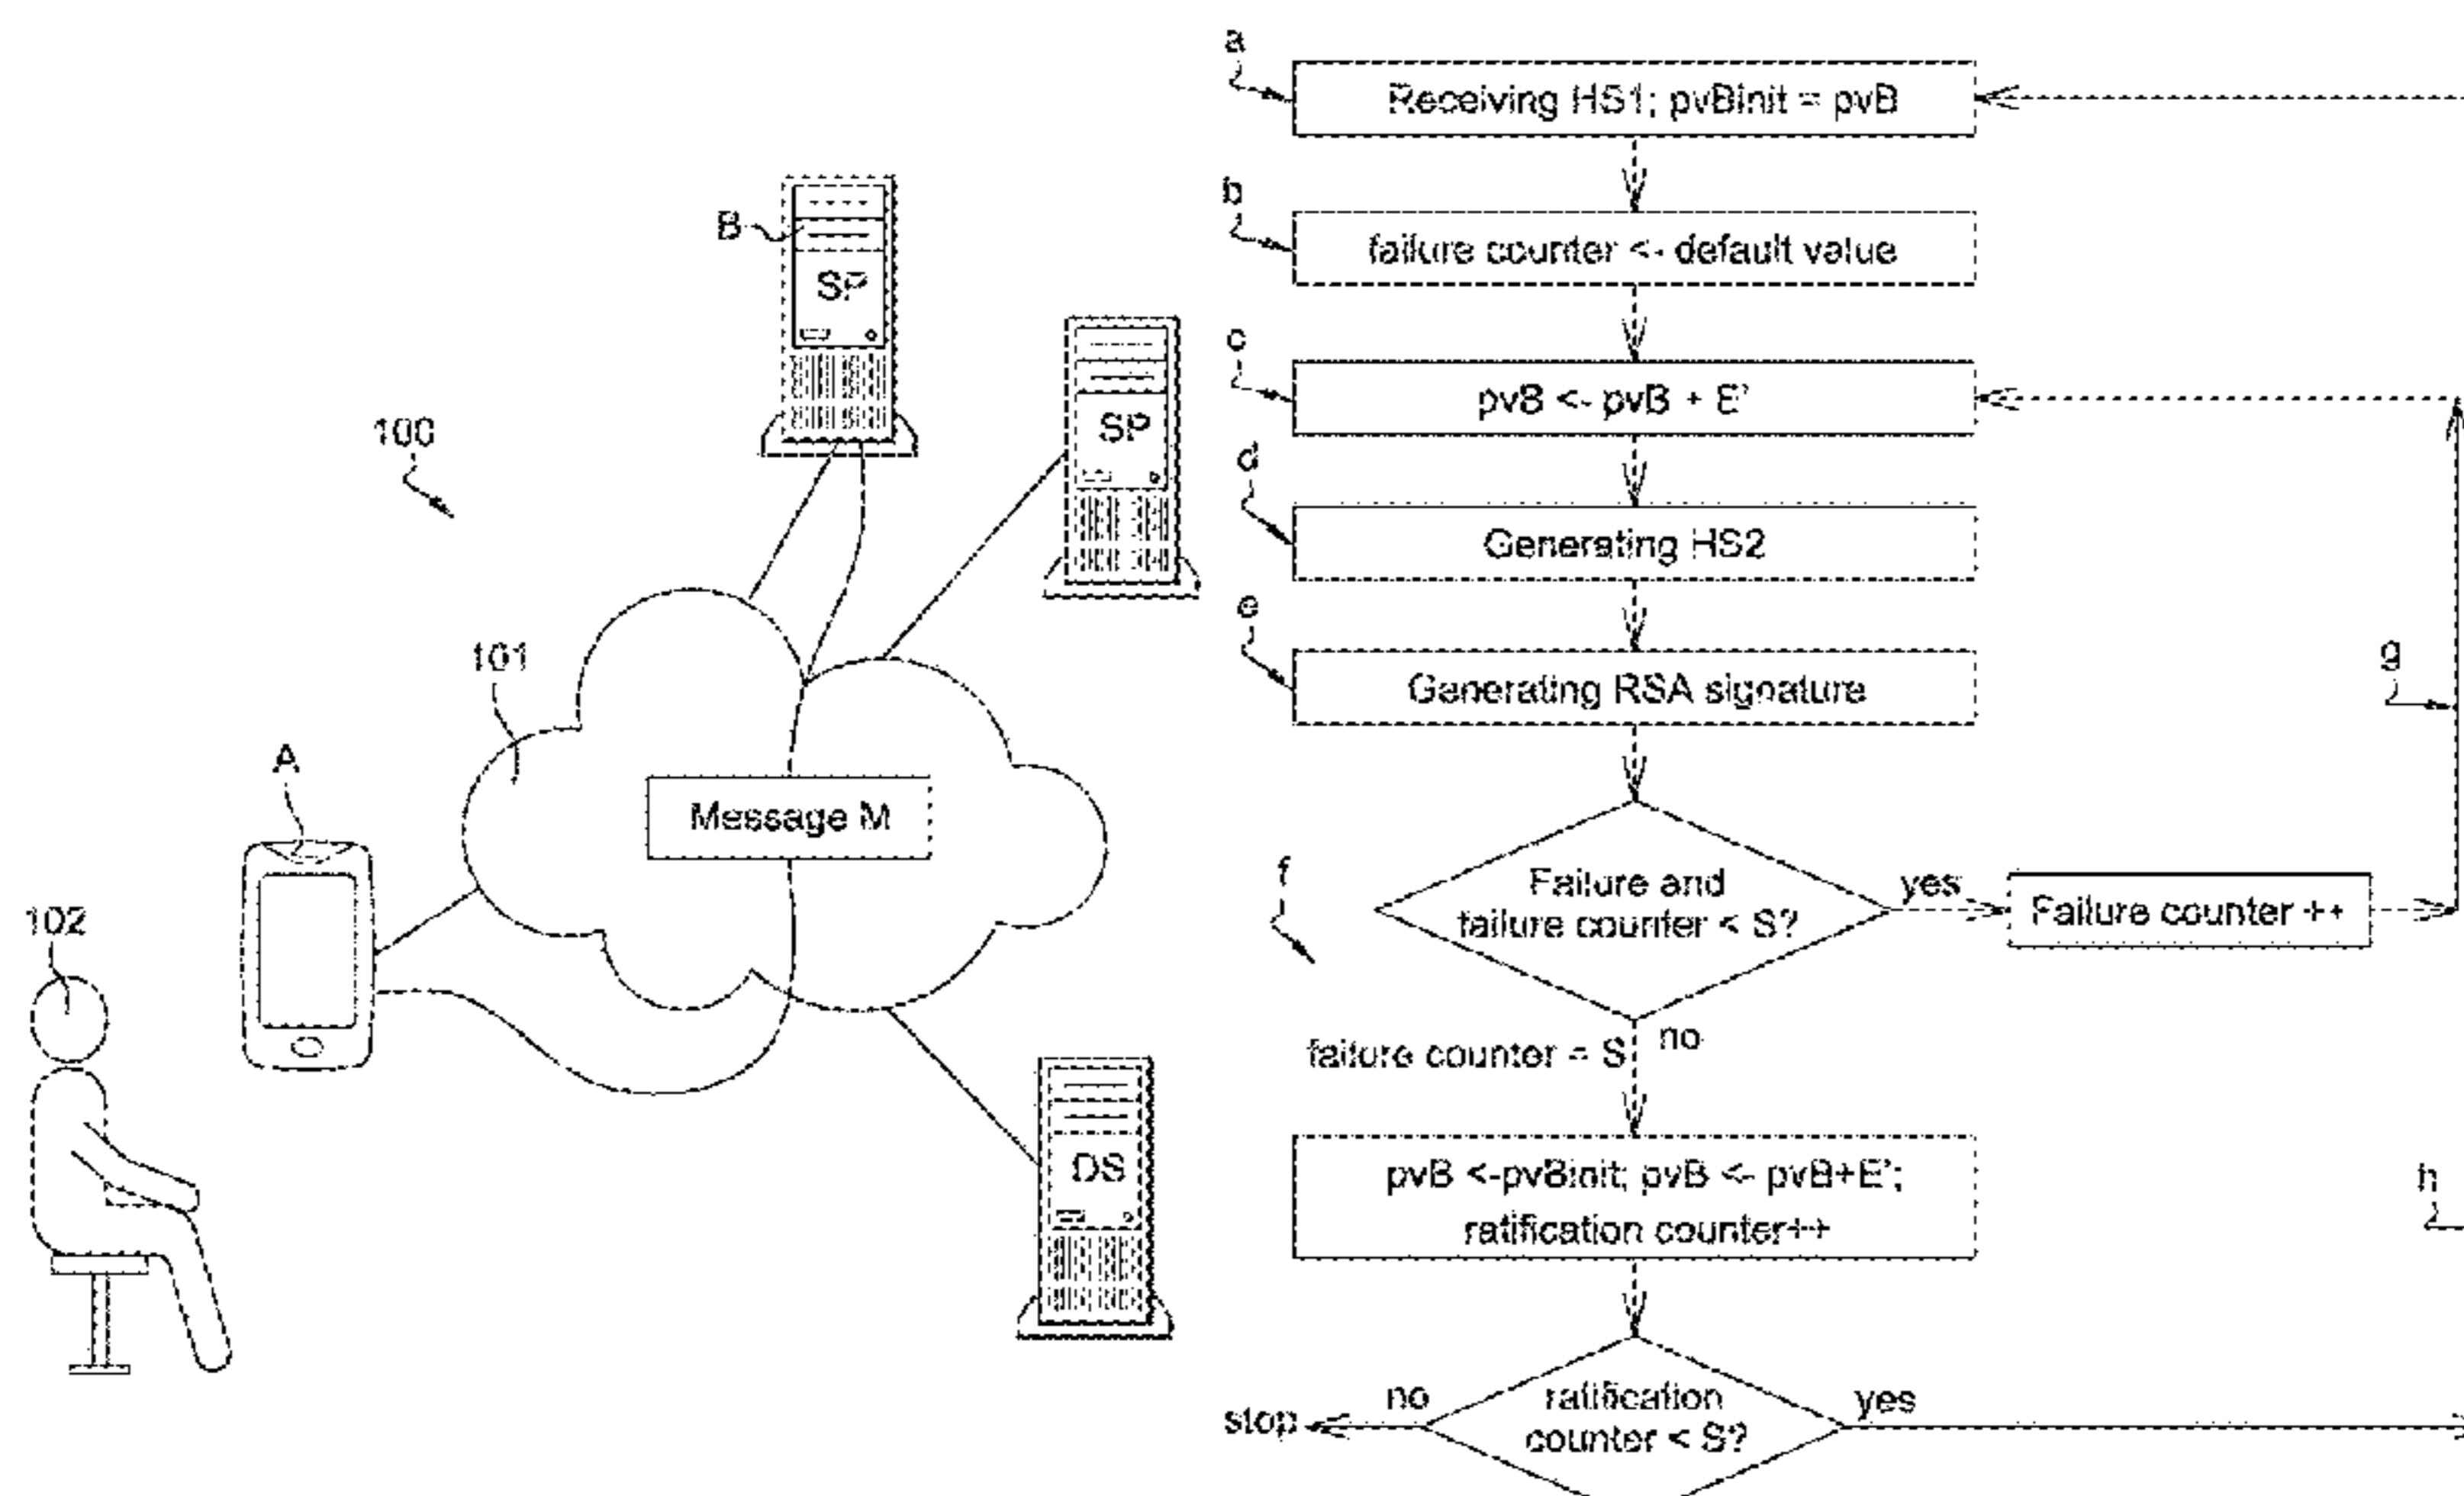 100
101
102
A
B
SP
SP
Message M
DS
a
Receiving HS1; pvBInit = pvB
b
failure counter <- default value
c
pvB <- pvB + E'
d
Generating HS2
e
Generating RSA signature
f
Failure and
failure counter < S?
yes
Failure counter ++
g
no
failure counter = S
pvB <-pvBinit; pvB <- pvB+E';
ratification counter++
h
ratification
counter < S?
no
stop
yes